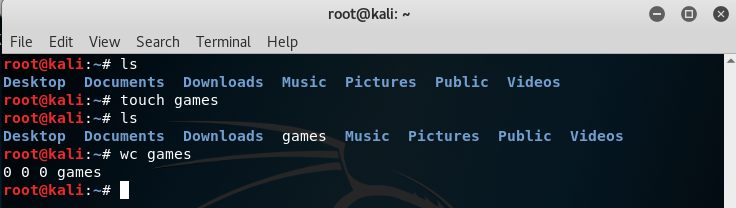 root@kali: ~
File Edit View Search Terminal Help
root@kali:~# ls
Desktop Documents Downloads Music Pictures Public Videos
root@kali:~# touch games
root@kali:~# ls
Desktop Documents Downloads games Music Pictures Public Videos
root@kali:~# wc games
0 0 0 games
root@kali:~#